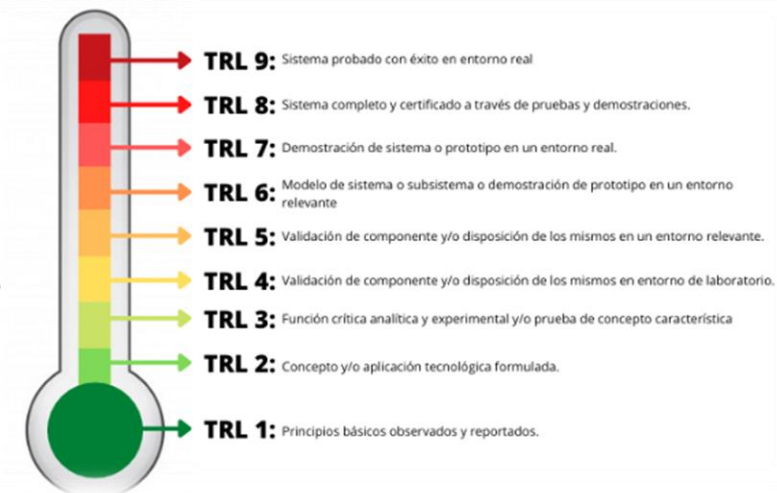 TRL 9: Sistema probado con éxito en entorno real
TRL 8: Sistema completo y certificado a través de pruebas y demostraciones.
TRL 7: Demostración de sistema o prototipo en un entorno real.
TRL 6: Modelo de sistema o subsistema o demostración de prototipo en un entorno
relevante
TRL 5: Validación de componente y/o disposición de los mismos en un entorno relevante.
TRL 4: Validación de componente y/o disposición de los mismos en entorno de laboratorio.
TRL 3: Función crítica analítica y experimental y/o prueba de concepto característica
TRL 2: Concepto y/o aplicación tecnológica formulada.
TRL 1: Principios básicos observados y reportados.